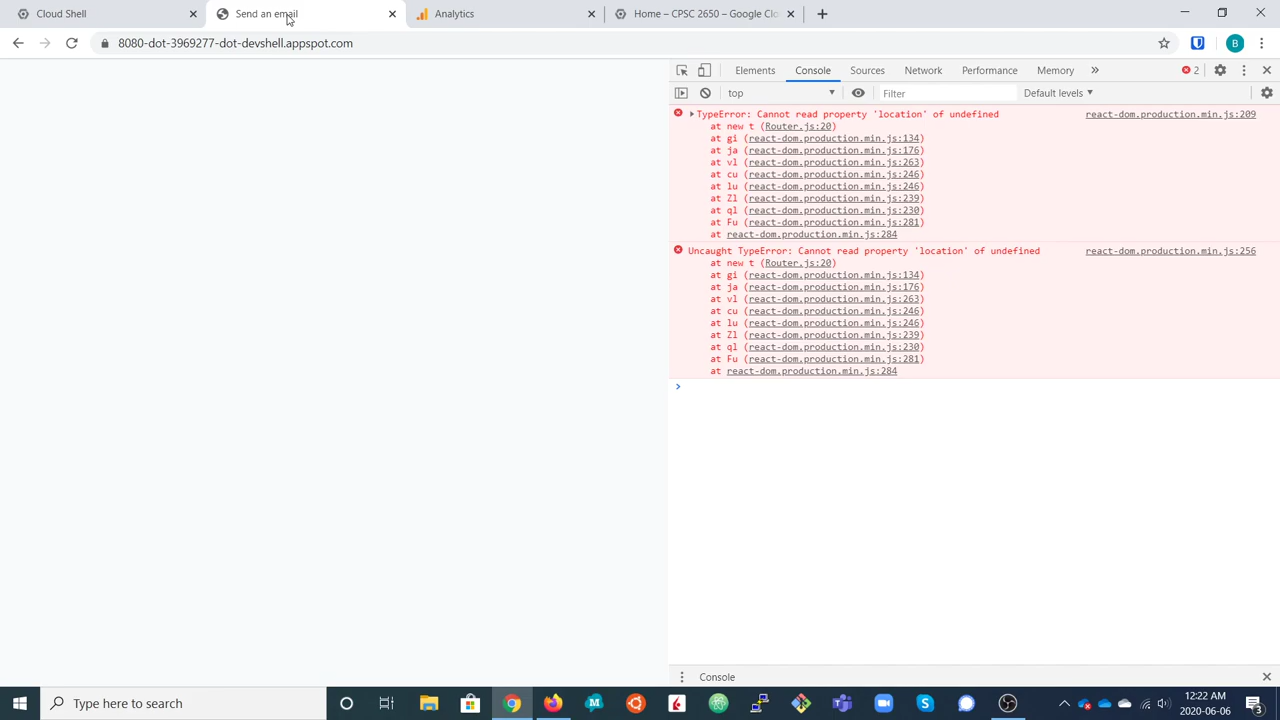 Cloud Shell
Send an email
Analytics
Home – CPSC 2650 – Google Clo
8080-dot-3969277-dot-devshell.appspot.com
B
Elements Console Sources Network Performance Memory » 2
top Filter Default levels
TypeError: Cannot read property 'location' of undefined react-dom.production.min.js:209
at new t (Router.js:20)
at gi (react-dom.production.min.js:134)
at ja (react-dom.production.min.js:176)
at vl (react-dom.production.min.js:263)
at cu (react-dom.production.min.js:246)
at lu (react-dom.production.min.js:246)
at Zl (react-dom.production.min.js:239)
at ql (react-dom.production.min.js:230)
at Fu (react-dom.production.min.js:281)
at react-dom.production.min.js:284
Uncaught TypeError: Cannot read property 'location' of undefined react-dom.production.min.js:256
at new t (Router.js:20)
at gi (react-dom.production.min.js:134)
at ja (react-dom.production.min.js:176)
at vl (react-dom.production.min.js:263)
at cu (react-dom.production.min.js:246)
at lu (react-dom.production.min.js:246)
at Zl (react-dom.production.min.js:239)
at ql (react-dom.production.min.js:230)
at Fu (react-dom.production.min.js:281)
at react-dom.production.min.js:284
>
Console
Type here to search
12:22 AM
2020-06-06
3